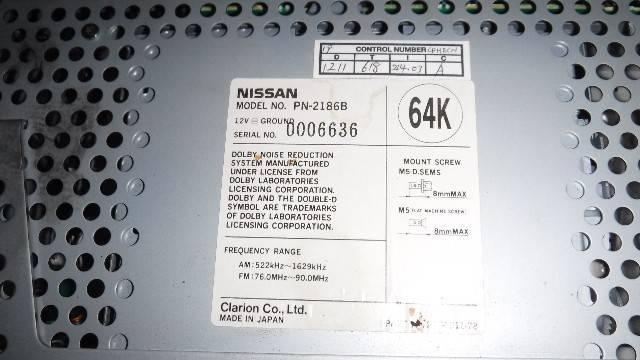 CONTROL NUMBER
D T I C
1211 618 A
NISSAN
MODEL NO. PN-2186B
12V ⊖ GROUND
SERIAL NO. 0006636
64K
DOLBY NOISE REDUCTION
SYSTEM MANUFACTURED
UNDER LICENSE FROM
DOLBY LABORATORIES
LICENSING CORPORATION.
DOLBY AND THE DOUBLE-D
SYMBOL ARE TRADEMARKS
OF DOLBY LABORATORIES
LICENSING CORPORATION.
MOUNT SCREW
M5 D.SEMS
8mmMAX
M5 FLAT MACHINE SCREW
8mmMAX
FREQUENCY RANGE
AM:522kHz~1629kHz
FM:76.0MHz~90.0MHz
Clarion Co., Ltd.
MADE IN JAPAN